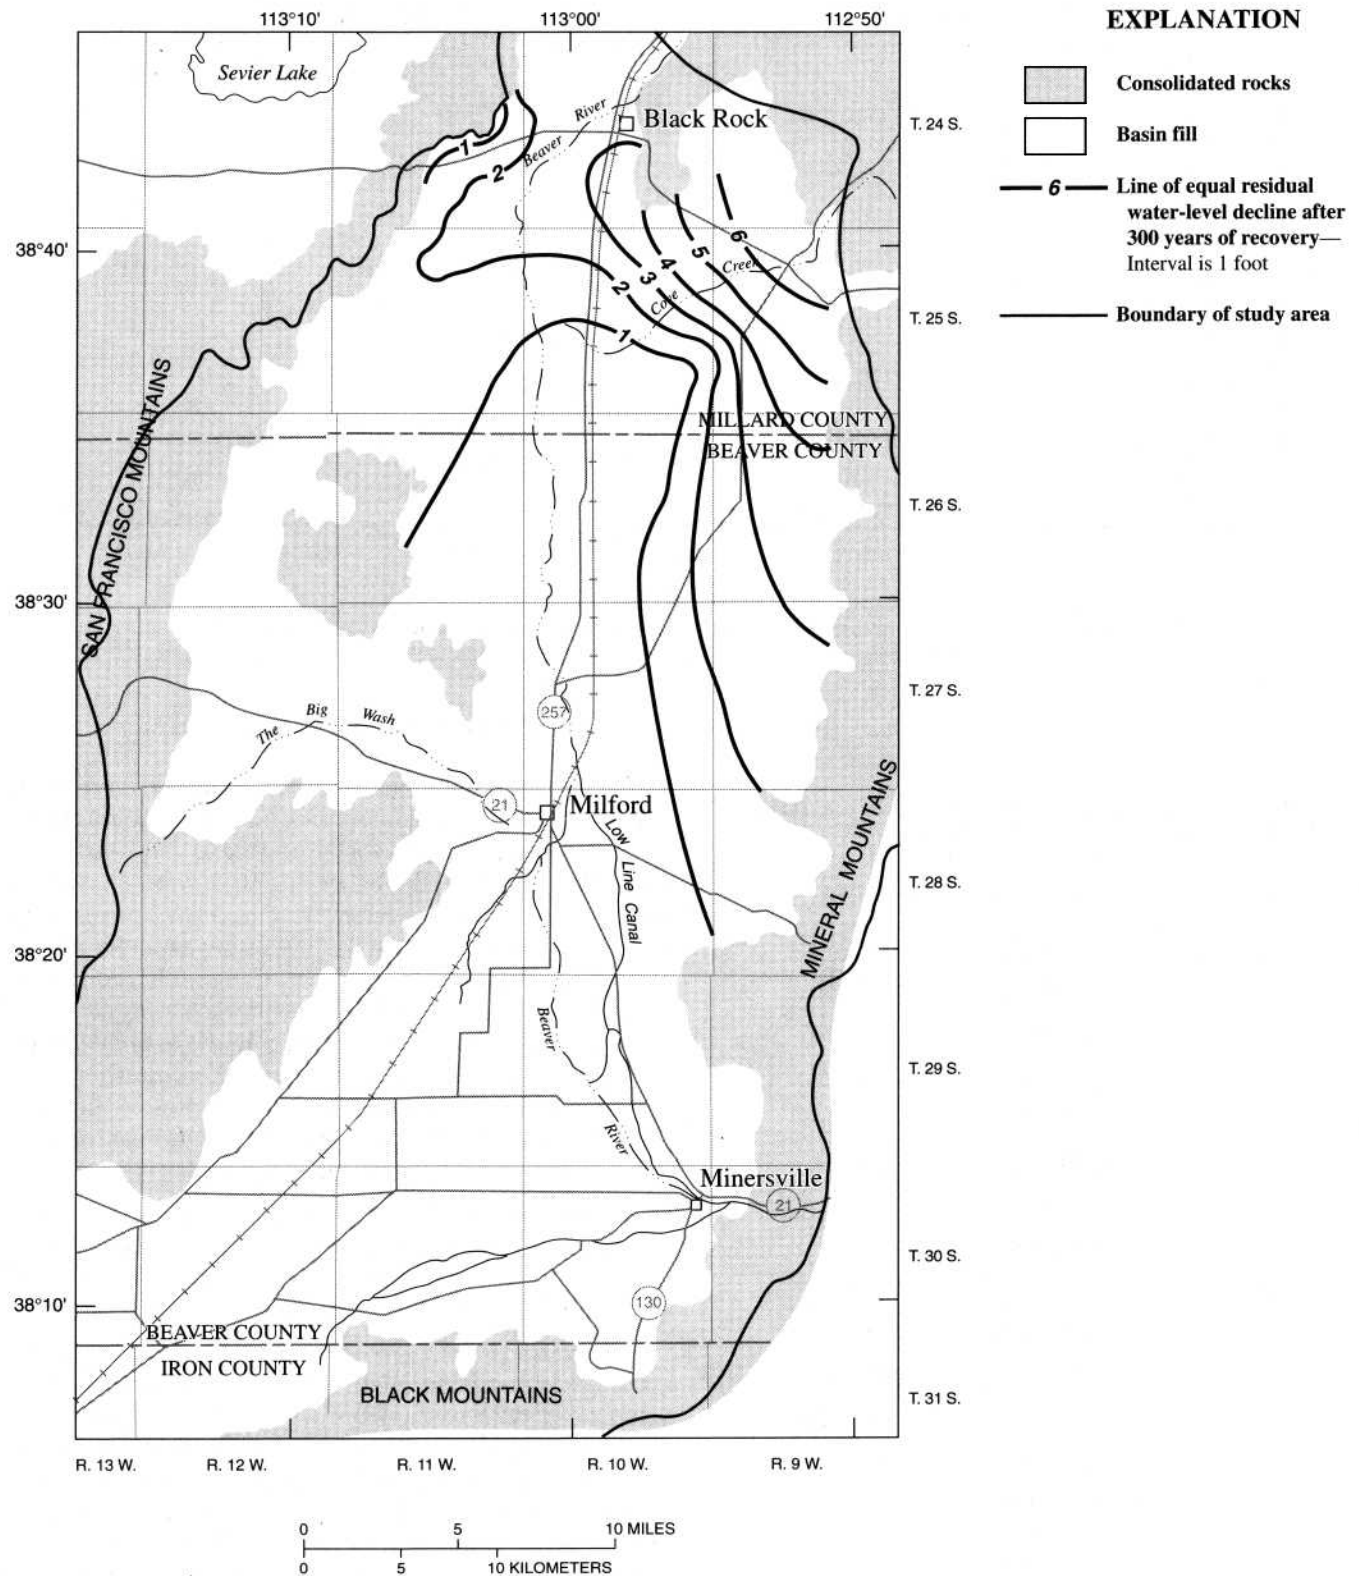 113°10' 113°00' 112°50'
EXPLANATION
Consolidated rocks
Basin fill
6 Line of equal residual
water-level decline after
300 years of recovery—
Interval is 1 foot
Boundary of study area
Sevier Lake
Beaver River
Black Rock
T. 24 S.
1
2
38°40'
6
5
4
3
2
1
Cove Creek
T. 25 S.
SAN FRANCISCO MOUNTAINS
MILLARD COUNTY
BEAVER COUNTY
T. 26 S.
38°30'
T. 27 S.
The Big Wash
257
21
Milford
Low Line Canal
MINERAL MOUNTAINS
T. 28 S.
38°20'
Beaver River
T. 29 S.
Minersville
21
T. 30 S.
38°10'
130
BEAVER COUNTY
IRON COUNTY
BLACK MOUNTAINS
T. 31 S.
R. 13 W. R. 12 W. R. 11 W. R. 10 W. R. 9 W.
0 5 10 MILES
0 5 10 KILOMETERS